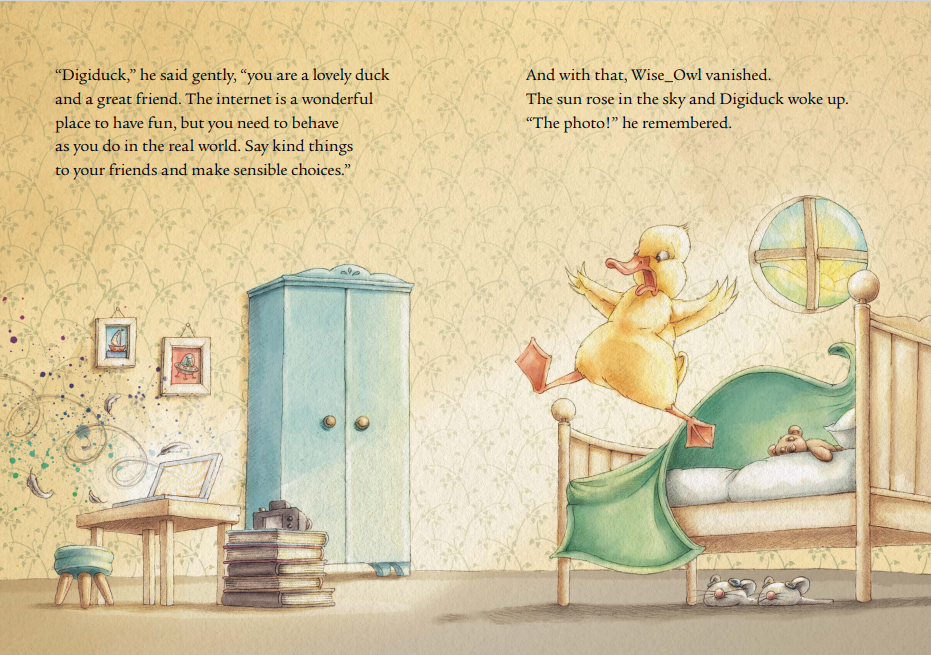 “Digiduck,” he said gently, “you are a lovely duck
and a great friend. The internet is a wonderful
place to have fun, but you need to behave
as you do in the real world. Say kind things
to your friends and make sensible choices.”
And with that, Wise_Owl vanished.
The sun rose in the sky and Digiduck woke up.
“The photo!” he remembered.